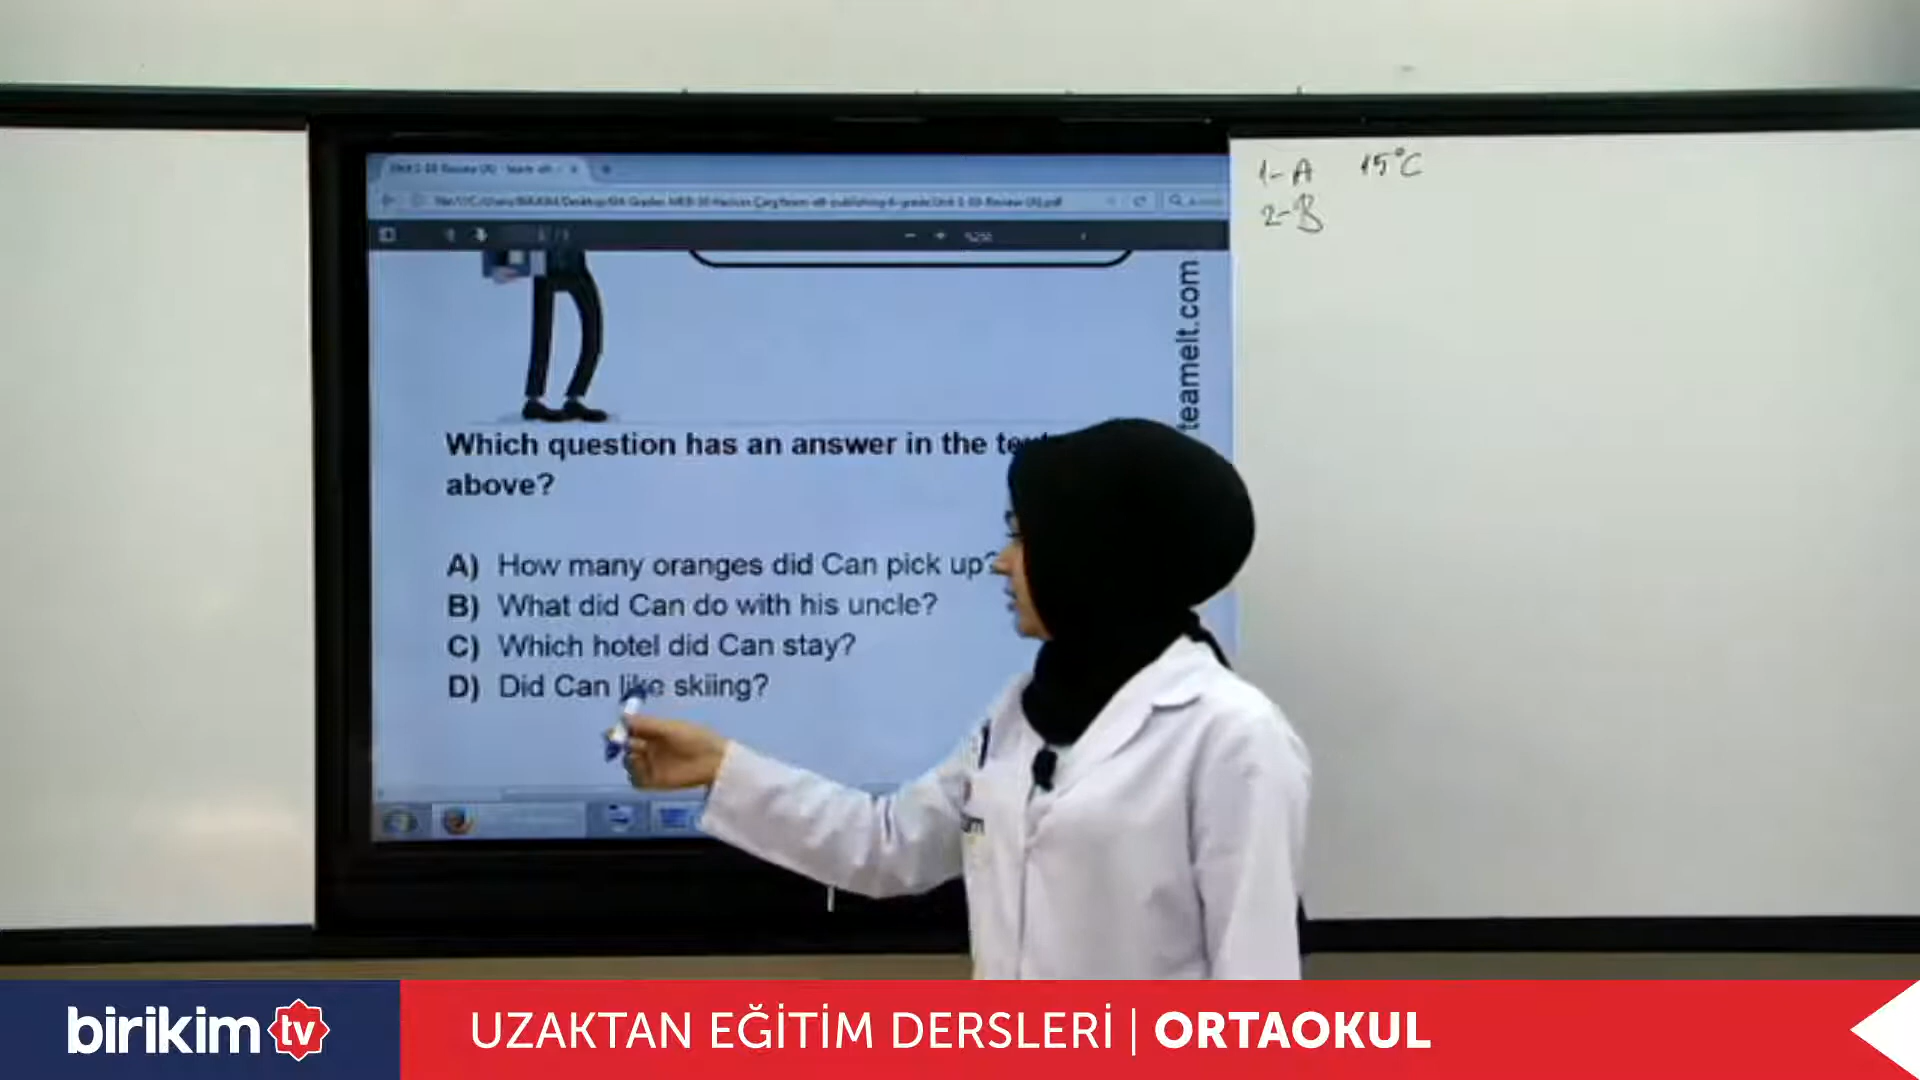 1-A 15°C
2-B
teamelt.com
Which question has an answer in the
above?
A) How many oranges did Can pick up?
B) What did Can do with his uncle?
C) Which hotel did Can stay?
D) Did Can like skiing?
birikim tv
UZAKTAN EĞİTİM DERSLERİ | ORTAOKUL